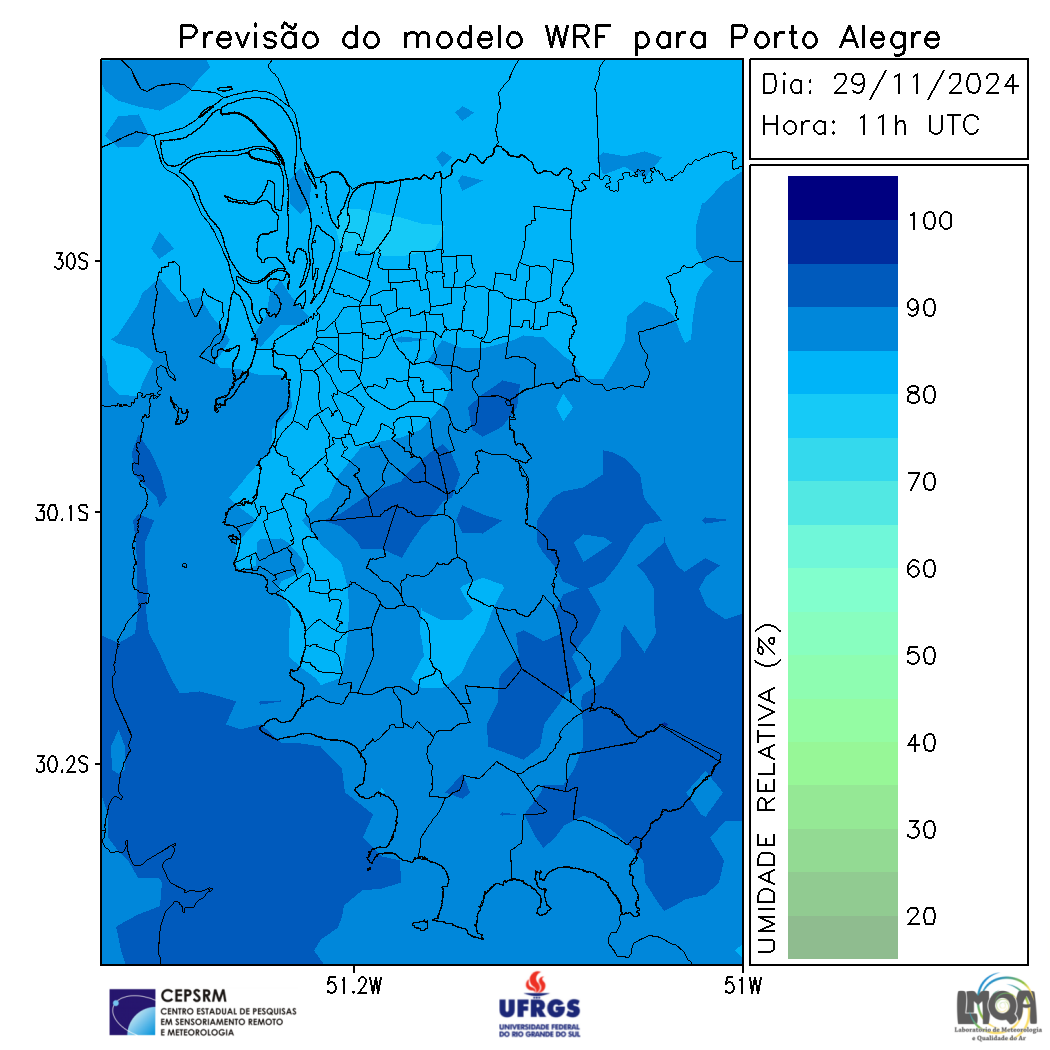 Previsão do modelo WRF para Porto Alegre
Dia: 29/11/2024
Hora: 11h UTC
100
90
80
70
60
50
40
30
20
UMIDADE RELATIVA (%)
30S
30.1S
30.2S
51.2W
51W
CEPSRM
CENTRO ESTADUAL DE PESQUISAS
EM SENSORIAMENTO REMOTO
E METEOROLOGIA
UFRGS
UNIVERSIDADE FEDERAL
DO RIO GRANDE DO SUL
LMQA
Laboratório de Meteorologia
e Qualidade do Ar